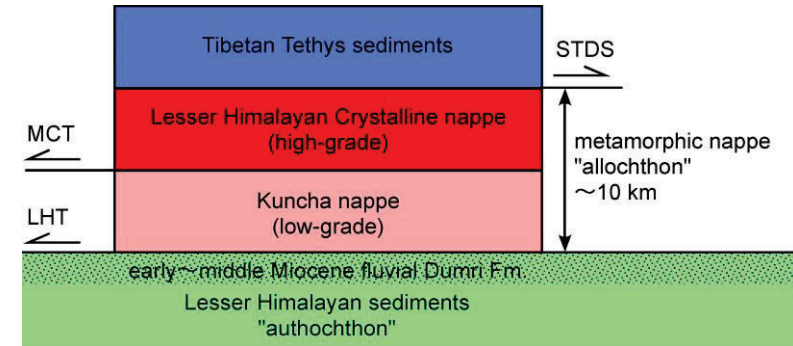 Tibetan Tethys sediments
STDS
Lesser Himalayan Crystalline nappe
(high-grade)
MCT
metamorphic nappe
"allochthon"
～10 km
Kuncha nappe
(low-grade)
LHT
early～middle Miocene fluvial Dumri Fm.
Lesser Himalayan sediments
"authochthon"